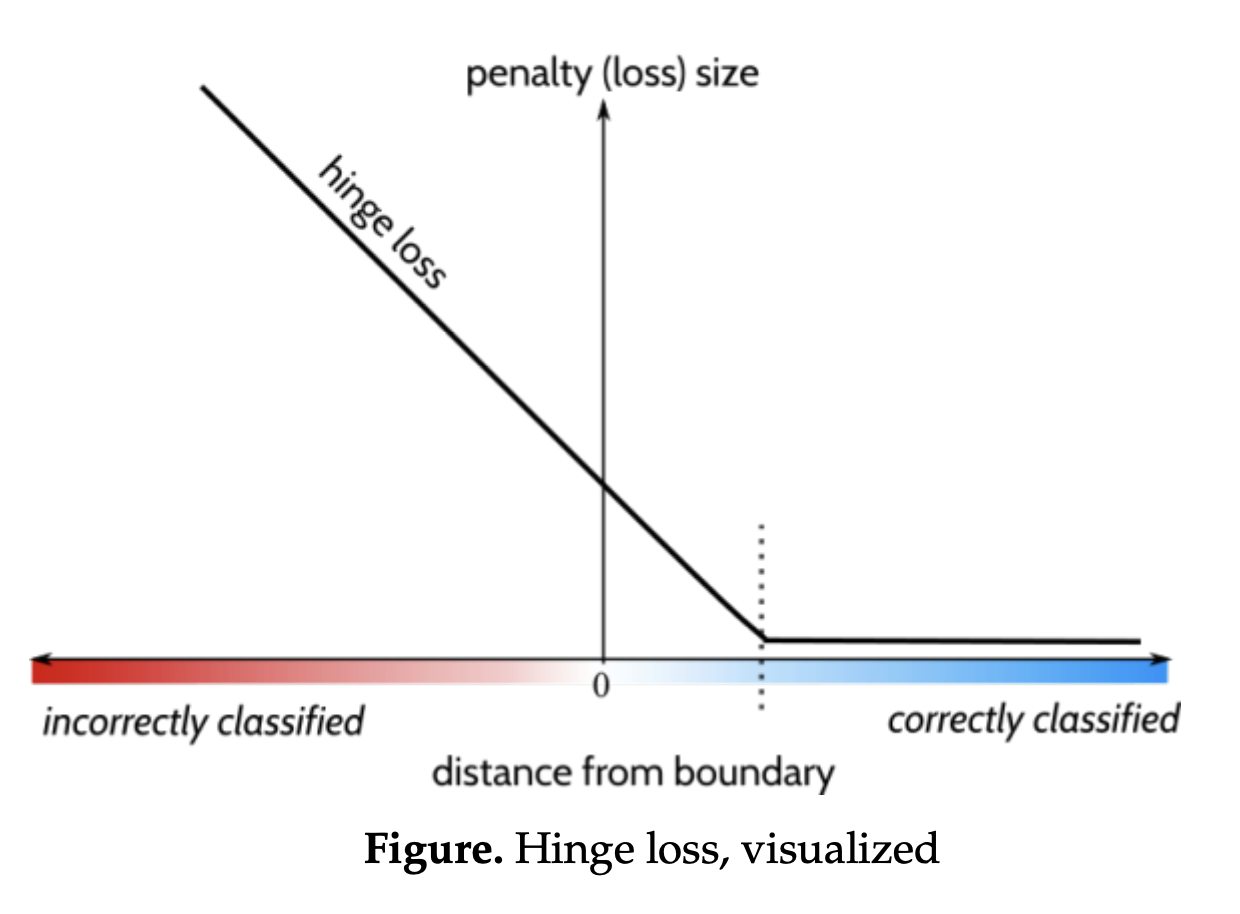 penalty (loss) size
hinge loss
0
incorrectly classified
correctly classified
distance from boundary
Figure. Hinge loss, visualized